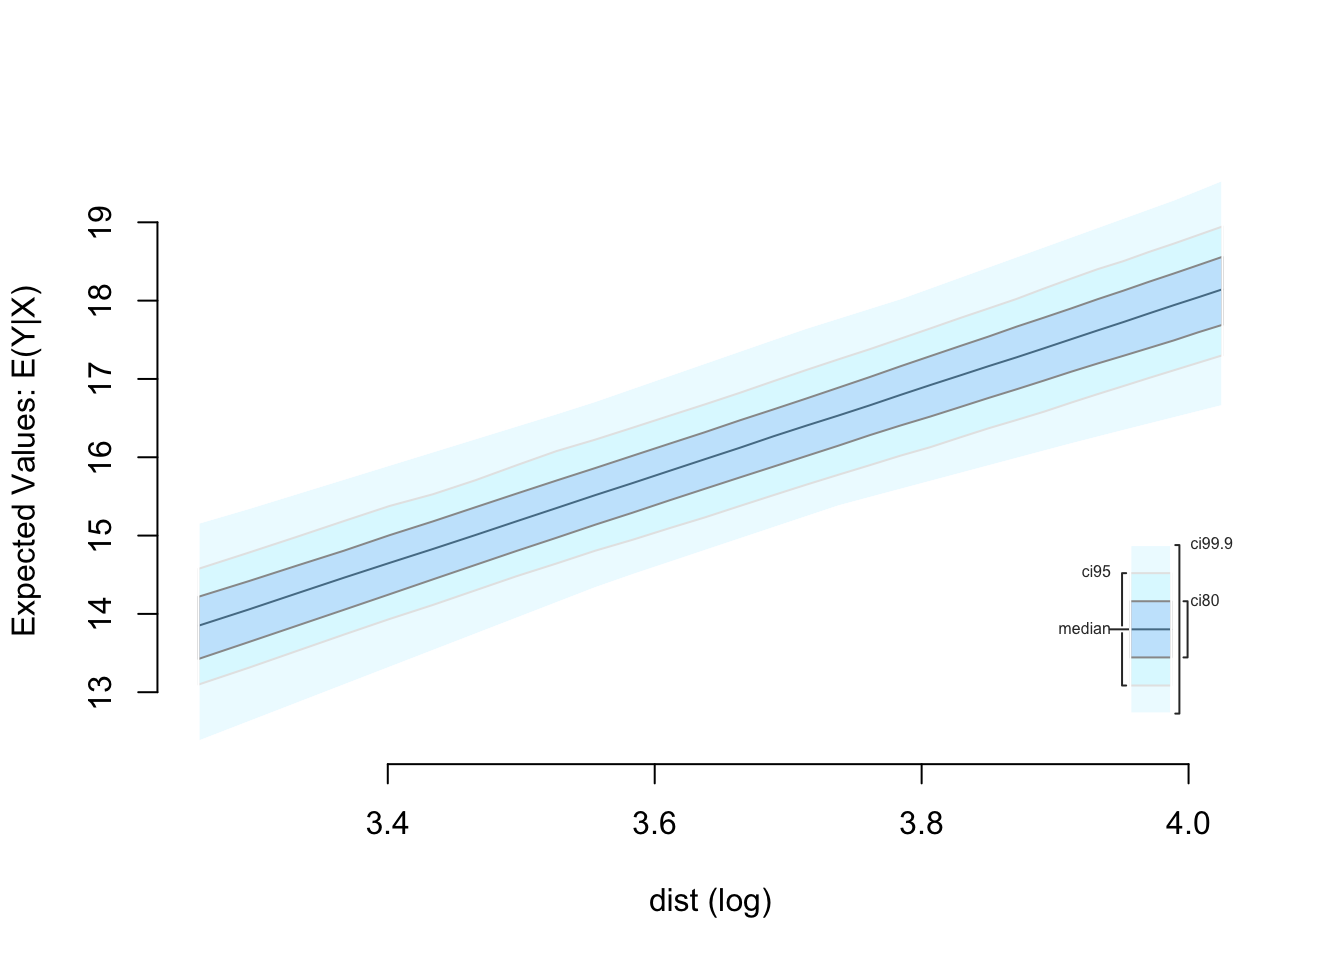 Expected Values: E(Y|X)
19
18
17
16
15
14
13
ci99.9
ci95
ci80
median
3.4 3.6 3.8 4.0
dist (log)